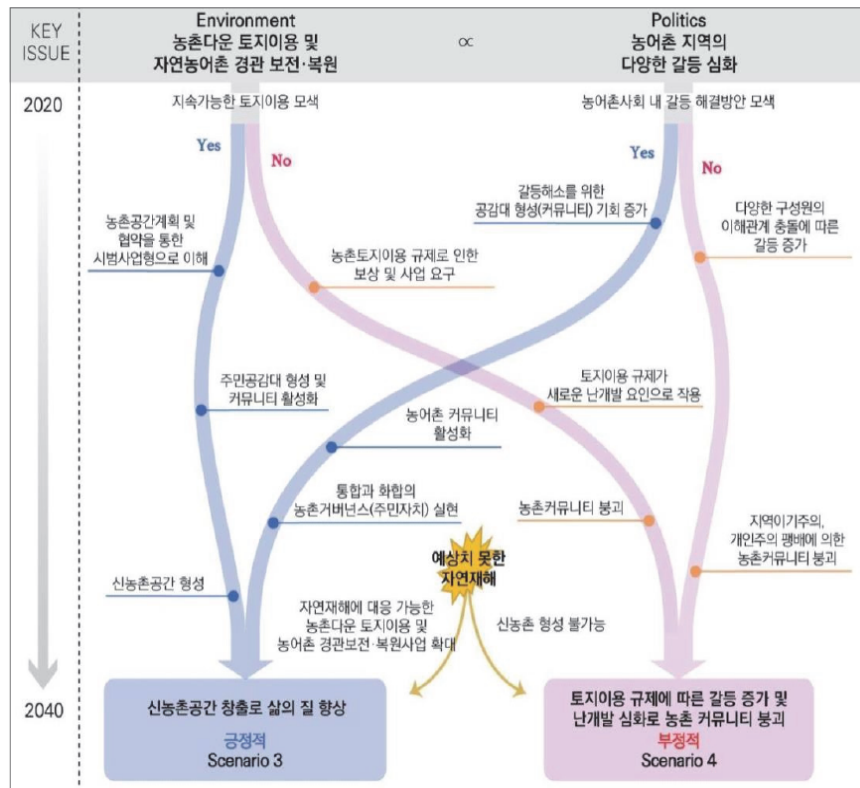 KEY
ISSUE
Environment
농촌다운 토지이용 및
자연농어촌 경관 보전·복원
∝
Politics
농어촌 지역의
다양한 갈등 심화
2020
지속가능한 토지이용 모색
농어촌사회 내 갈등 해결방안 모색
Yes
No
Yes
No
갈등해소를 위한
공감대 형성(커뮤니티) 기회 증가
다양한 구성원의
이해관계 충돌에 따른
갈등 증가
농촌공간계획 및
협약을 통한
시범사업형으로 이해
농촌토지이용 규제로 인한
보상 및 사업 요구
주민공감대 형성 및
커뮤니티 활성화
토지이용 규제가
새로운 난개발 요인으로 작용
농어촌 커뮤니티
활성화
통합과 화합의
농촌거버넌스(주민자치) 실현
농촌커뮤니티 붕괴
지역이기주의,
개인주의 팽배에 의한
농촌커뮤니티 붕괴
예상치 못한
자연재해
신농촌공간 형성
자연재해에 대응 가능한
농촌다운 토지이용 및
농어촌 경관보전·복원사업 확대
신농촌 형성 불가능
2040
신농촌공간 창출로 삶의 질 향상
긍정적
Scenario 3
토지이용 규제에 따른 갈등 증가 및
난개발 심화로 농촌 커뮤니티 붕괴
부정적
Scenario 4